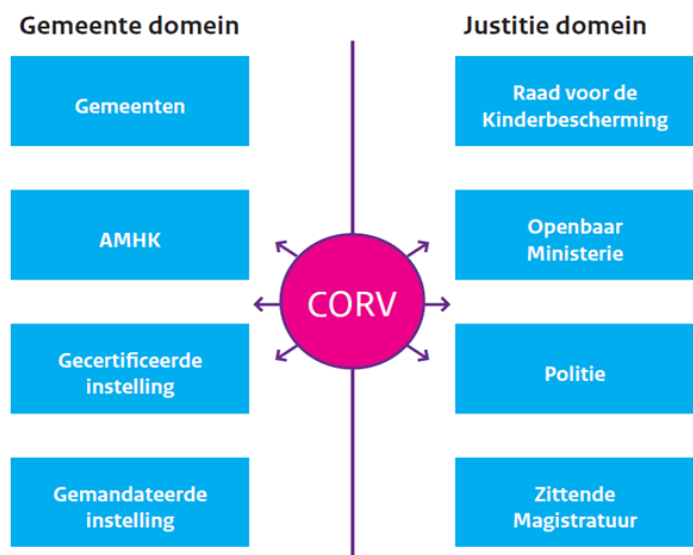 Gemeente domein
Justitie domein
Gemeenten
Raad voor de
Kinderbescherming
AMHK
Openbaar
Ministerie
CORV
Gecertificeerde
instelling
Politie
Gemandateerde
instelling
Zittende
Magistratuur